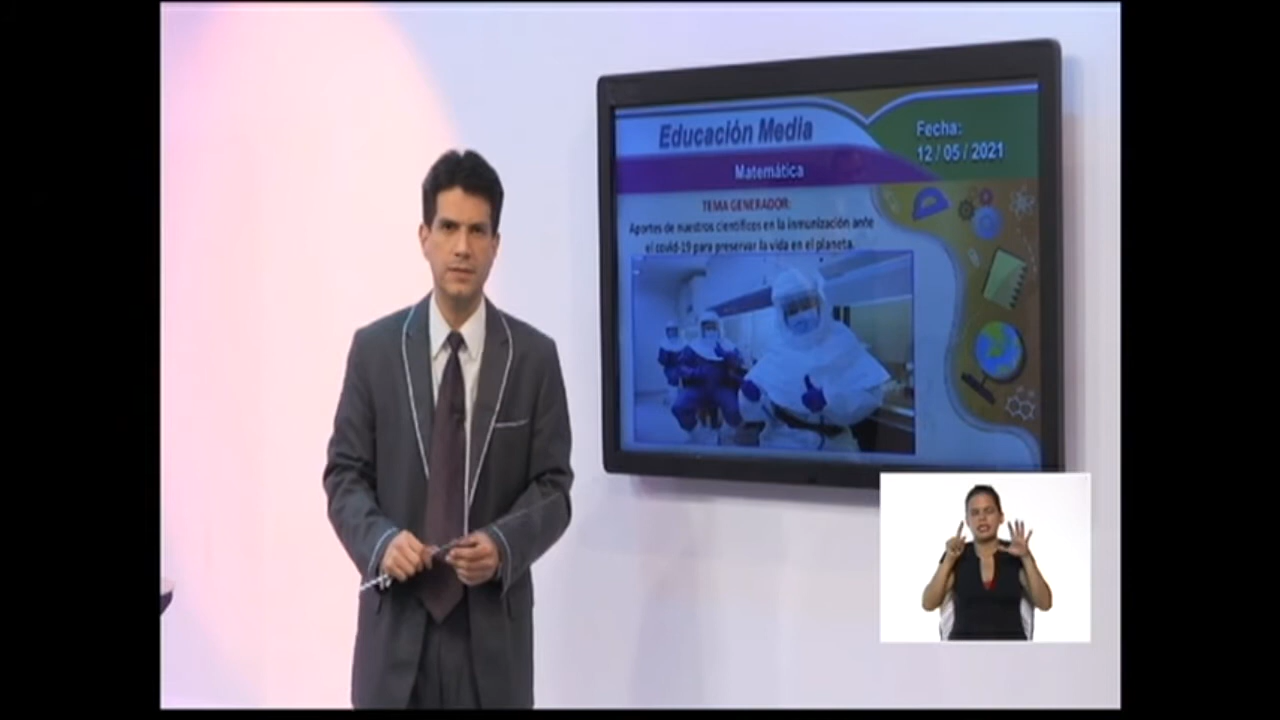 Educación Media
Fecha:
12 / 05 / 2021
Matemática
TEMA GENERADOR:
Aportes de nuestros científicos en la inmunización ante
el covid-19 para preservar la vida en el planeta.